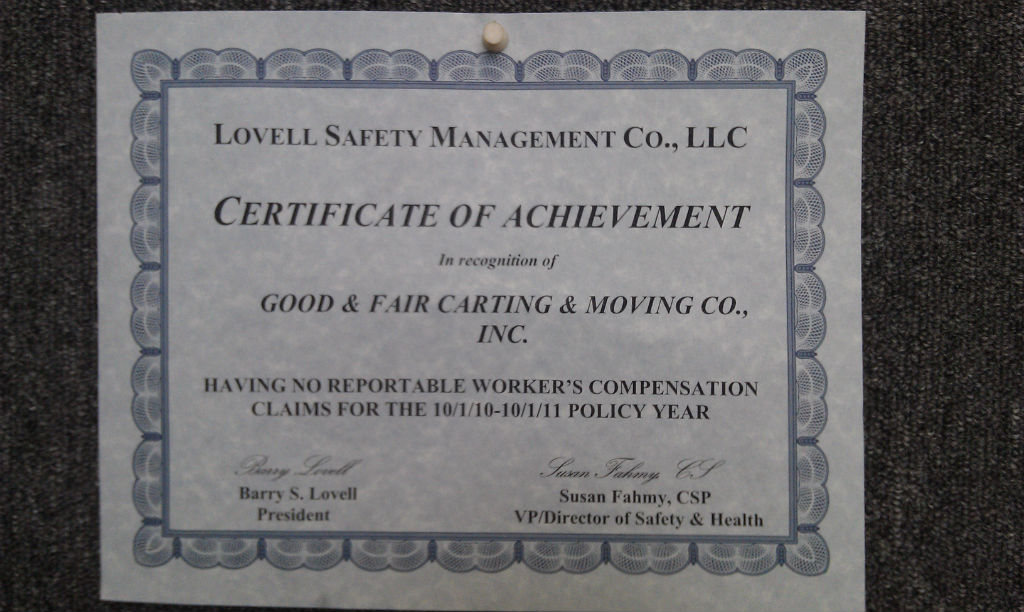 LOVELL SAFETY MANAGEMENT CO., LLC
CERTIFICATE OF ACHIEVEMENT
In recognition of
GOOD & FAIR CARTING & MOVING CO.,
INC.
HAVING NO REPORTABLE WORKER'S COMPENSATION
CLAIMS FOR THE 10/1/10-10/1/11 POLICY YEAR
Barry Lovell
Barry S. Lovell
President
Susan Fahmy, CS
Susan Fahmy, CSP
VP/Director of Safety & Health